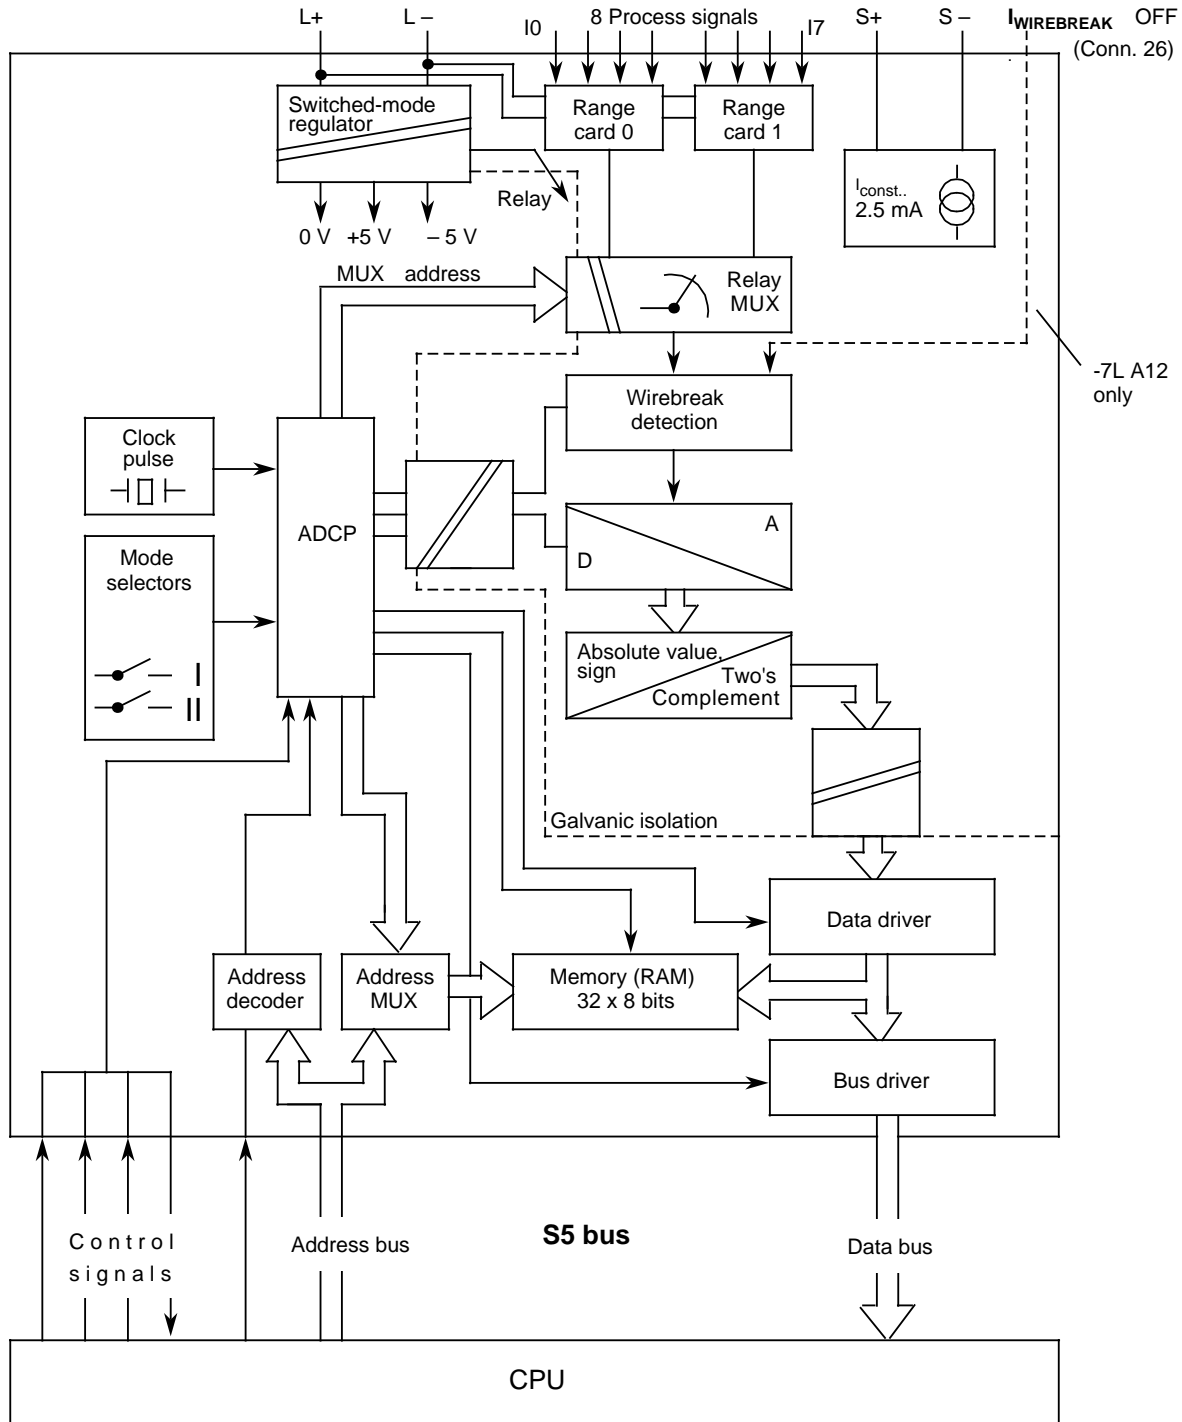 L+ L – 8 Process signals S+ S – IWIREBREAK OFF
I0 I7 (Conn. 26)
Switched-mode
regulator
Range
card 0
Range
card 1
Iconst..
2.5 mA
Relay
0 V +5 V – 5 V
MUX address
Relay
MUX
-7L A12
only
Wirebreak
detection
Clock
pulse
ADCP
A
D
Mode
selectors
I
II
Absolute value,
sign
Two's
Complement
Galvanic isolation
Data driver
Address
decoder
Address
MUX
Memory (RAM)
32 x 8 bits
Bus driver
Control
signals
Address bus
S5 bus
Data bus
CPU